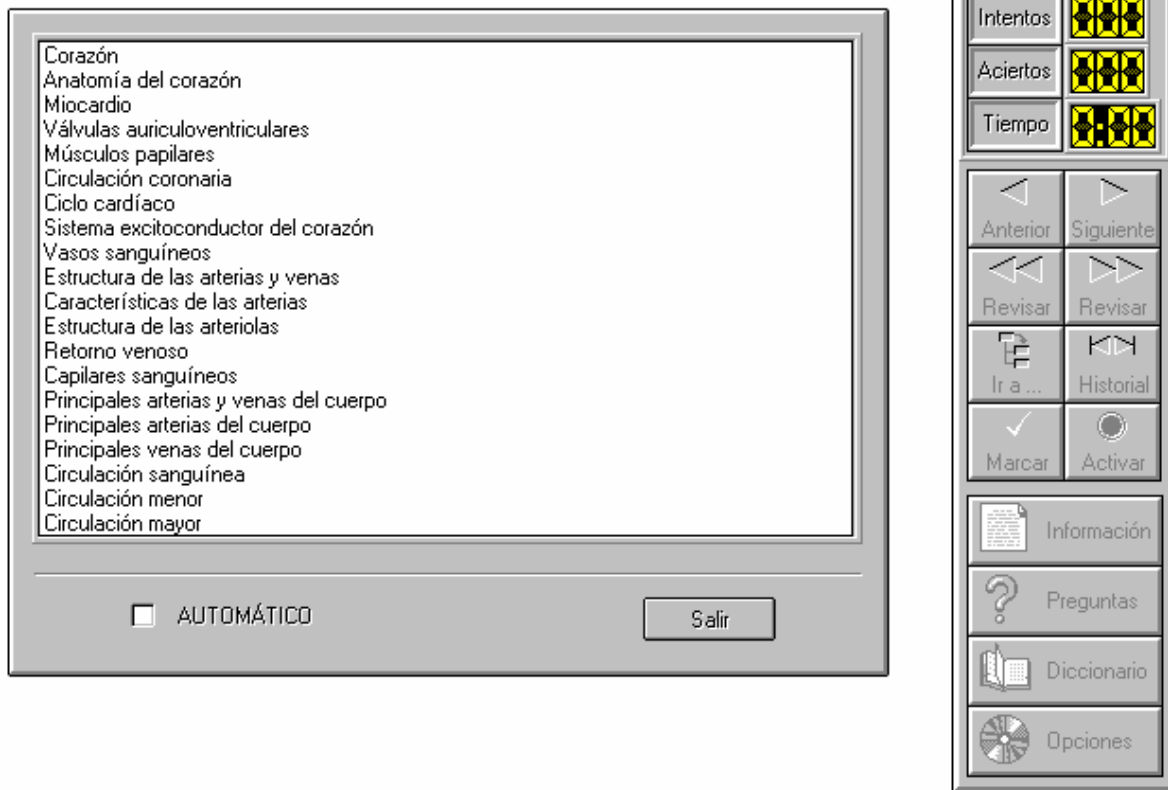 Corazón
Anatomía del corazón
Miocardio
Válvulas auriculoventriculares
Músculos papilares
Circulación coronaria
Ciclo cardíaco
Sistema excitoconductor del corazón
Vasos sanguíneos
Estructura de las arterias y venas
Características de las arterias
Estructura de las arteriolas
Retorno venoso
Capilares sanguíneos
Principales arterias y venas del cuerpo
Principales arterias del cuerpo
Principales venas del cuerpo
Circulación sanguínea
Circulación menor
Circulación mayor
AUTOMÁTICO
Salir
Intentos
Aciertos
Tiempo
Anterior Siguiente
Revisar Revisar
Ir a ... Historial
Marcar Activar
Información
Preguntas
Diccionario
Opciones